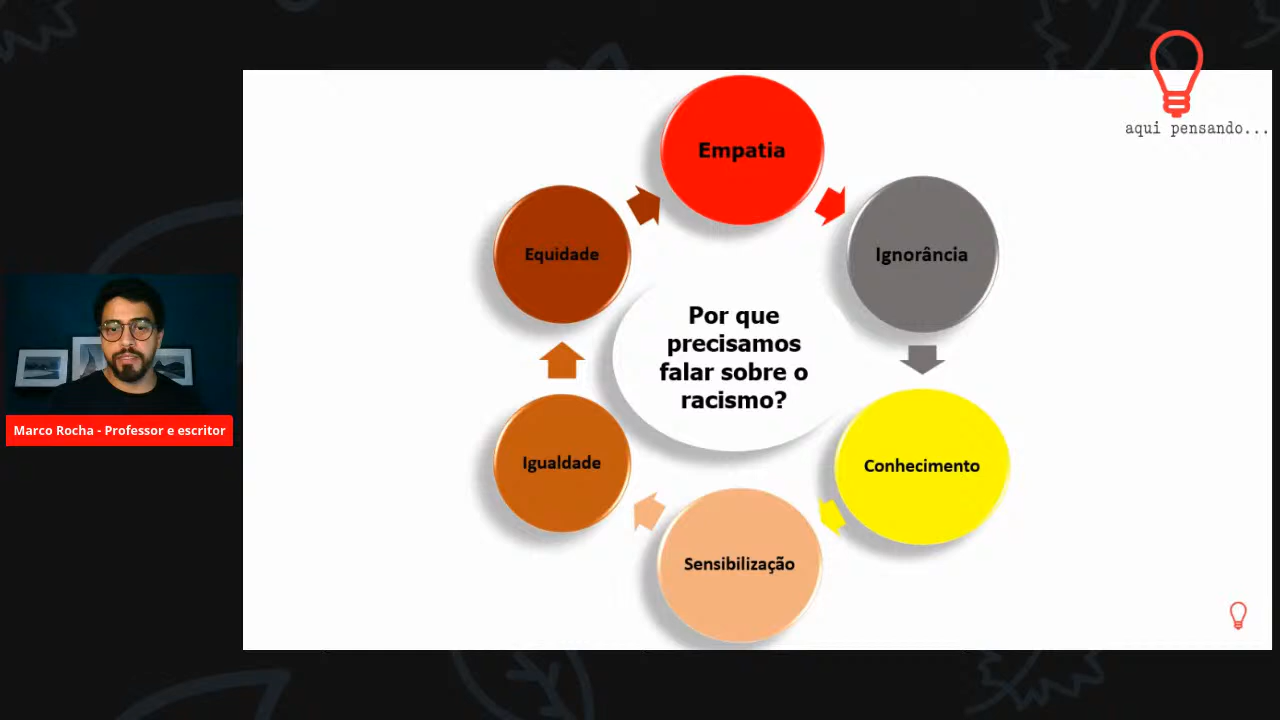 aqui pensando...
Empatia
Equidade
Ignorância
Por que
precisamos
falar sobre o
racismo?
Marco Rocha - Professor e escritor
Igualdade
Conhecimento
Sensibilização